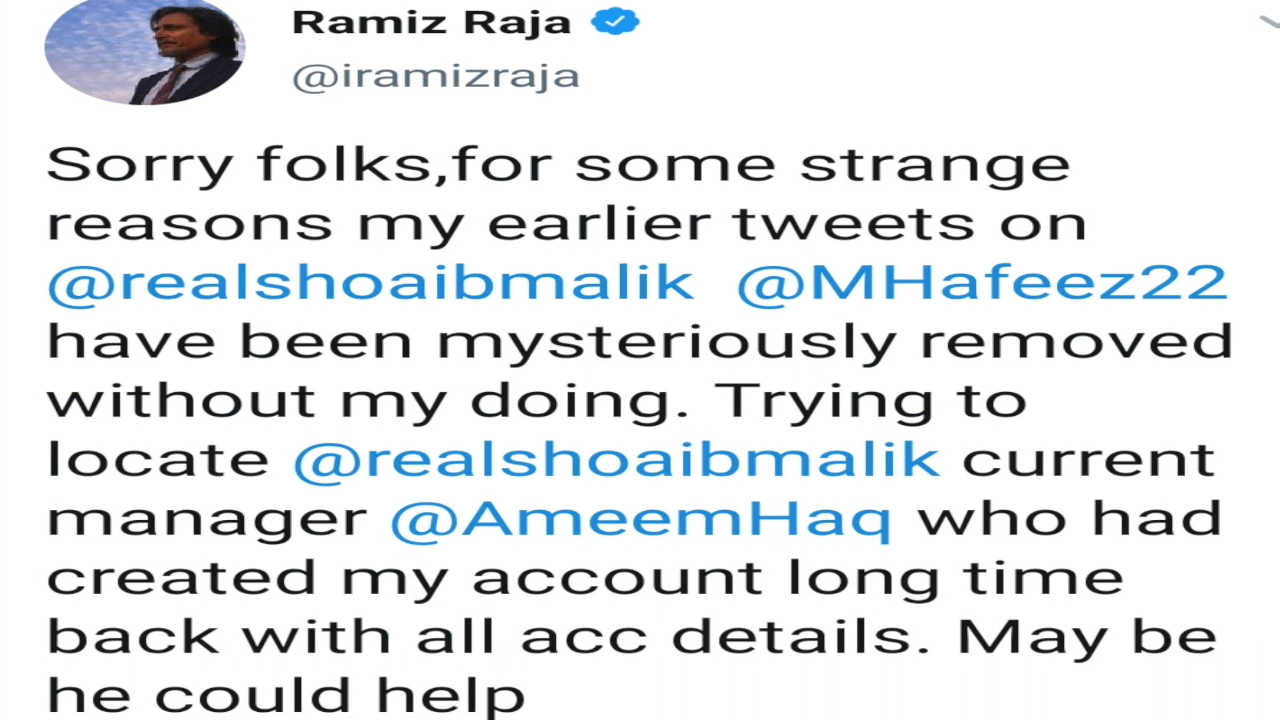 Ramiz Raja
@iramizraja
Sorry folks,for some strange
reasons my earlier tweets on
@realshoaibmalik @MHafeez22
have been mysteriously removed
without my doing. Trying to
locate @realshoaibmalik current
manager @AmeemHaq who had
created my account long time
back with all acc details. May be
he could help